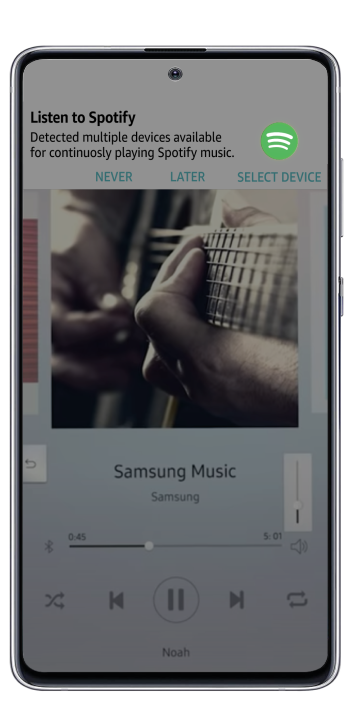 Listen to Spotify
Detected multiple devices available
for continuosly playing Spotify music.
NEVER LATER SELECT DEVICE
Samsung Music
Samsung
0:45 5:01
Noah